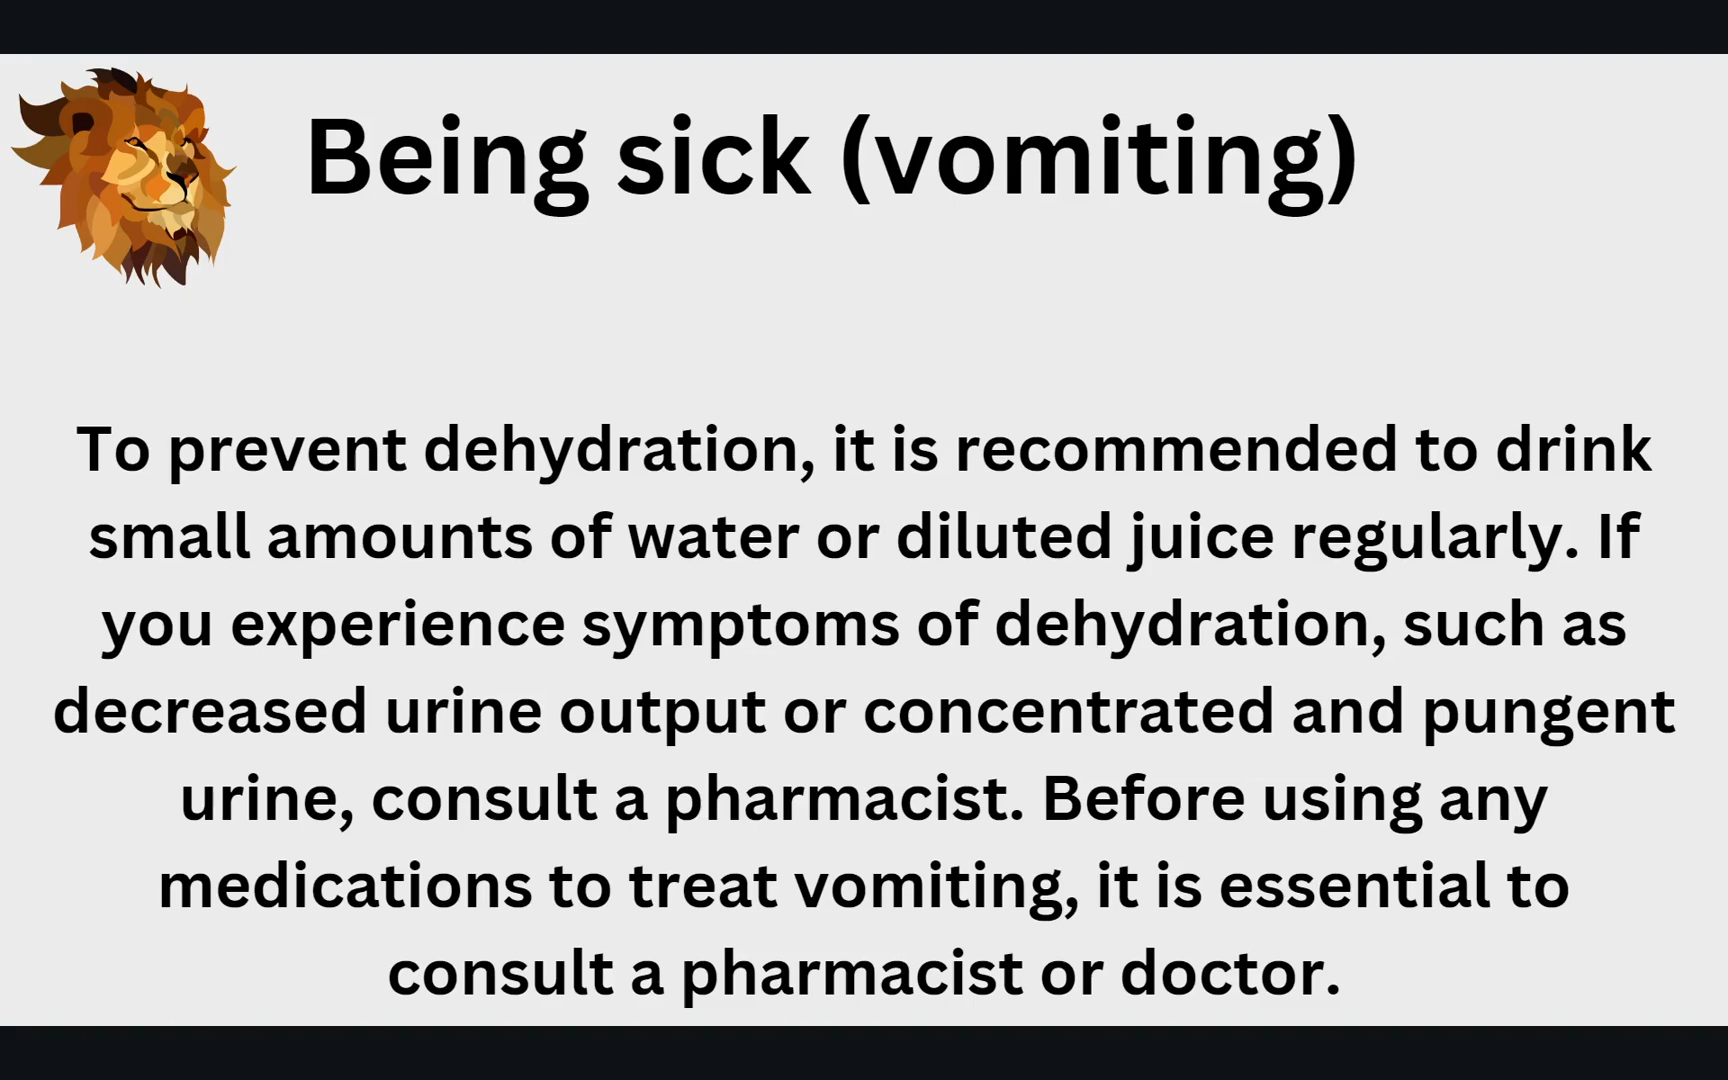 Being sick (vomiting)
To prevent dehydration, it is recommended to drink
small amounts of water or diluted juice regularly. If
you experience symptoms of dehydration, such as
decreased urine output or concentrated and pungent
urine, consult a pharmacist. Before using any
medications to treat vomiting, it is essential to
consult a pharmacist or doctor.